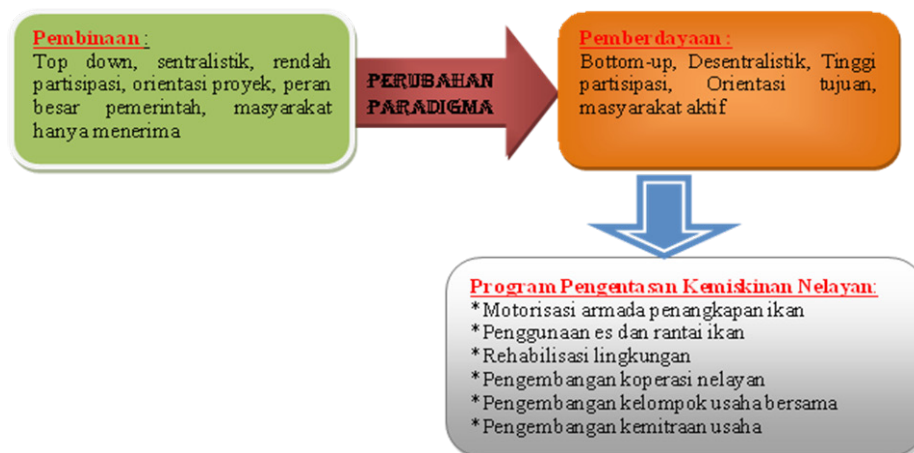 Pembinaan :
Top down, sentralistik, rendah
partisipasi, orientasi proyek, peran
besar pemerintah, masyarakat
hanya menerima
PERUBAHAN
PARADIGMA
Pemberdayaan :
Bottom-up, Desentralistik, Tinggi
partisipasi, Orientasi tujuan,
masyarakat aktif
Program Pengentasan Kemiskinan Nelayan:
*Motorisasi armada penangkapan ikan
*Penggunaan es dan rantai ikan
*Rehabilisasi lingkungan
*Pengembangan koperasi nelayan
*Pengembangan kelompok usaha bersama
*Pengembangan kemitraan usaha